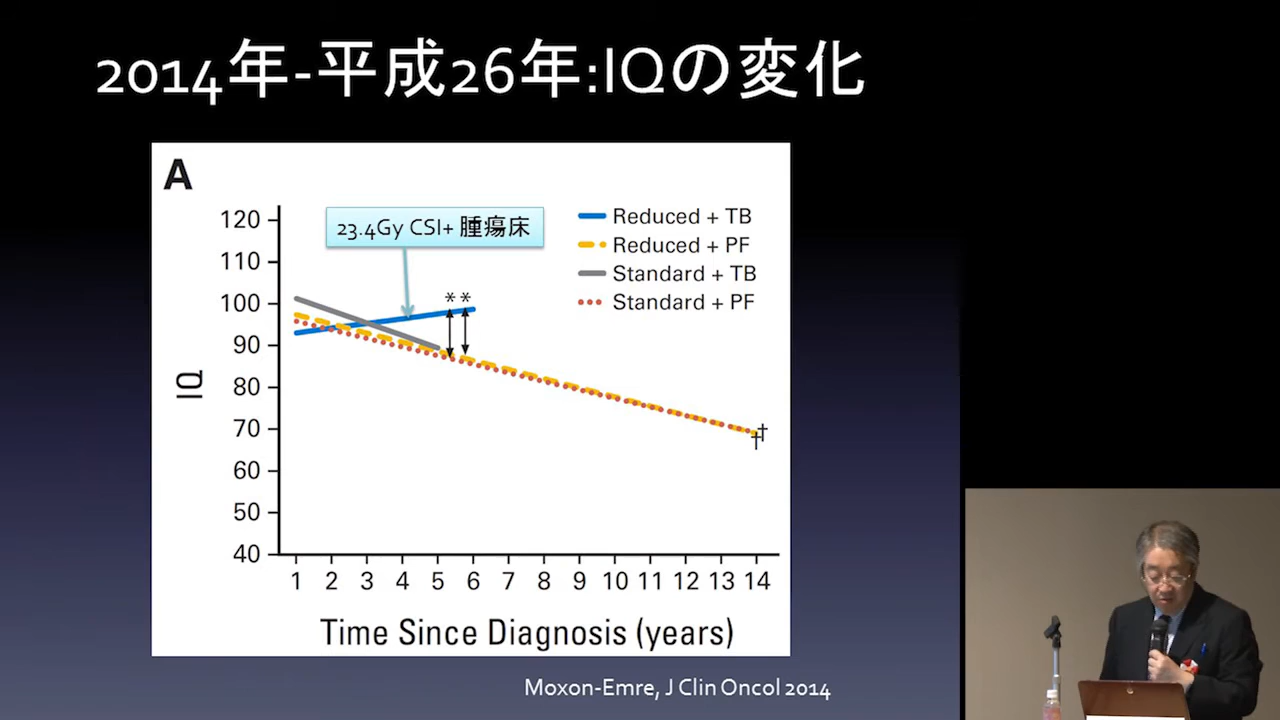 2014年-平成26年:IQの変化
A
23.4Gy CSI+ 腫瘍床
Reduced + TB
Reduced + PF
Standard + TB
Standard + PF
120
110
100
90
80
70
60
50
40
IQ
* *
†
†
1 2 3 4 5 6 7 8 9 10 11 12 13 14
Time Since Diagnosis (years)
Moxon-Emre, J Clin Oncol 2014